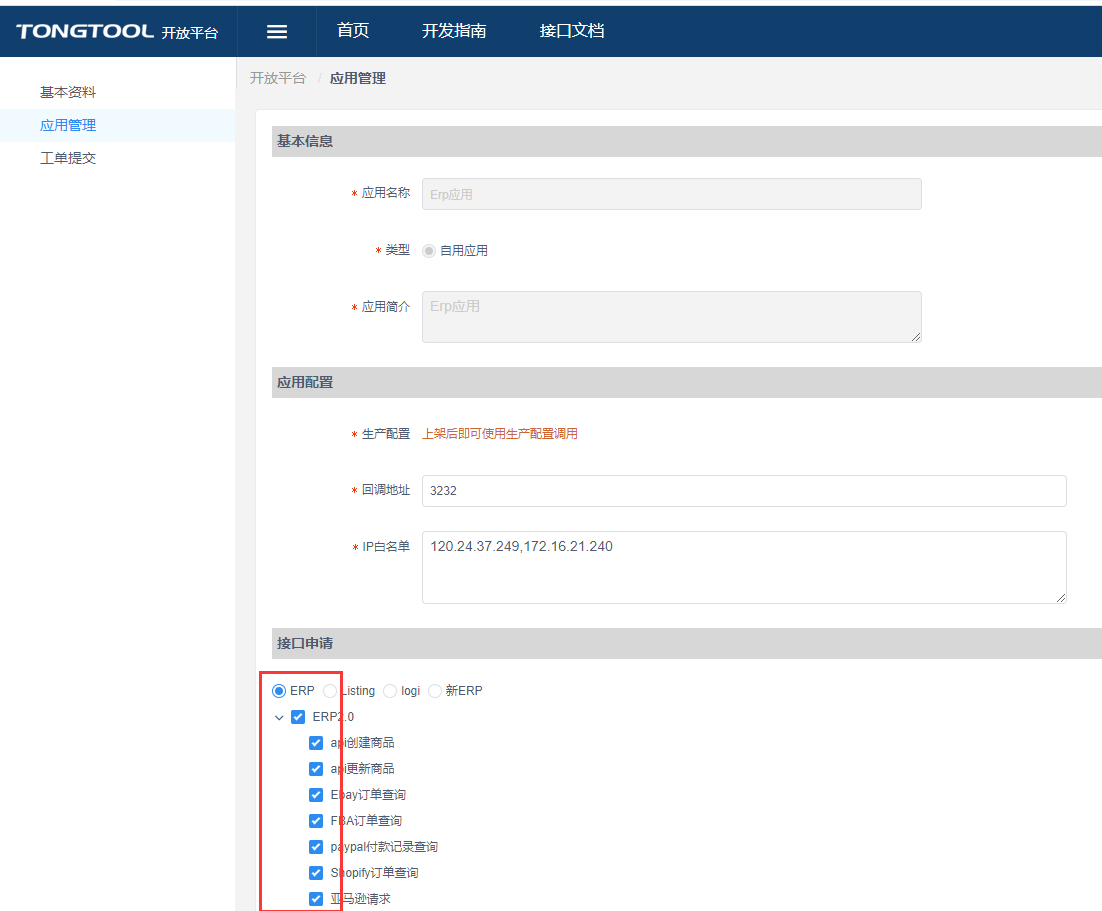 TONGTOOL 开放平台 首页 开发指南 接口文档
基本资料
应用管理
工单提交
开放平台 / 应用管理
基本信息
* 应用名称 Erp应用
* 类型 自用应用
* 应用简介 Erp应用
应用配置
* 生产配置 上架后即可使用生产配置调用
* 回调地址 3232
* IP白名单 120.24.37.249,172.16.21.240
接口申请
ERP Listing logi 新ERP
ERP2.0
api创建商品
api更新商品
Ebay订单查询
FBA订单查询
paypal付款记录查询
Shopify订单查询
亚马逊请求